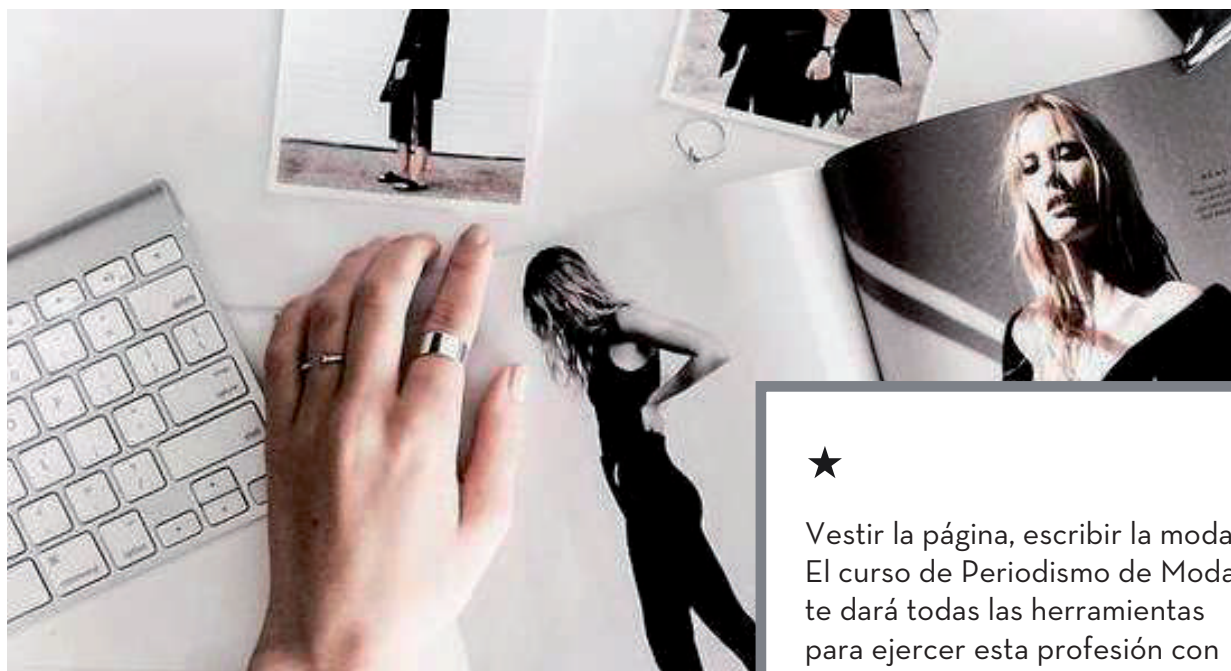 Vestir la página, escribir la moda
El curso de Periodismo de Moda
te dará todas las herramientas
para ejercer esta profesión con